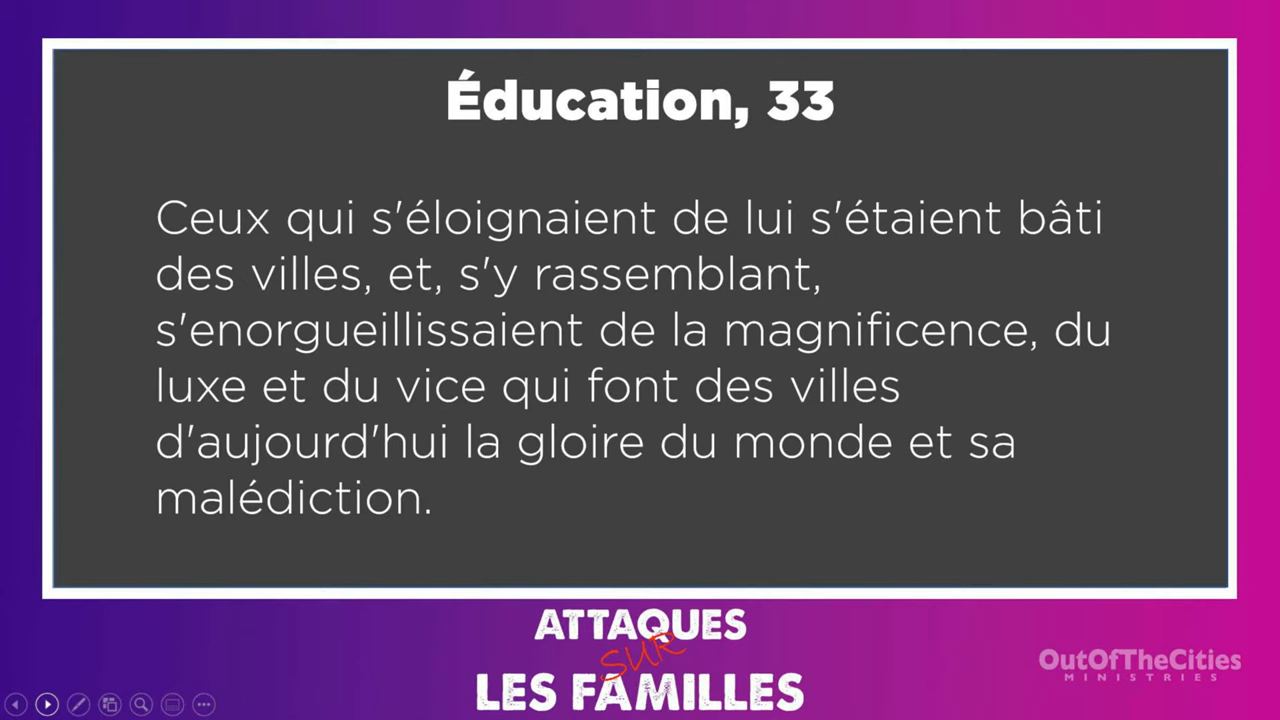 Éducation, 33
Ceux qui s'éloignaient de lui s'étaient bâti
des villes, et, s'y rassemblant,
s'enorgueillissaient de la magnificence, du
luxe et du vice qui font des villes
d'aujourd'hui la gloire du monde et sa
malédiction.
ATTAQUES
SUR
LES FAMILLES
OutOfTheCities
MINISTRIES